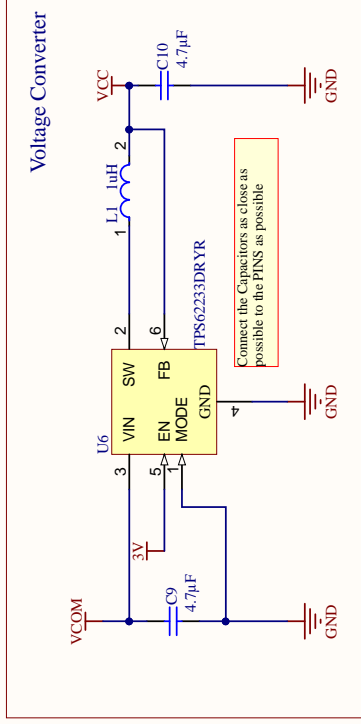 Voltage Converter
VCOM
VCC
3V
U6
3 VIN
SW 2
1 L1 1uH 2
5 EN
1 MODE
FB 6
GND
4
TPS62233DRYR
C9
4.7µF
C10
4.7µF
Connect the Capacitors as close as
possible to the PINS as possible
GND
GND
GND